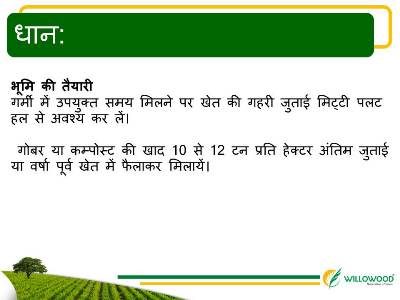 धान:
भूमि की तैयारी
गर्मी में उपयुक्त समय मिलने पर खेत की गहरी जुताई मिट्टी पलट
हल से अवश्य कर लें।
गोबर या कम्पोस्ट की खाद 10 से 12 टन प्रति हेक्टर अंतिम जुताई
या वर्षा पूर्व खेत में फैलाकर मिलायें।
WILLOWOOD